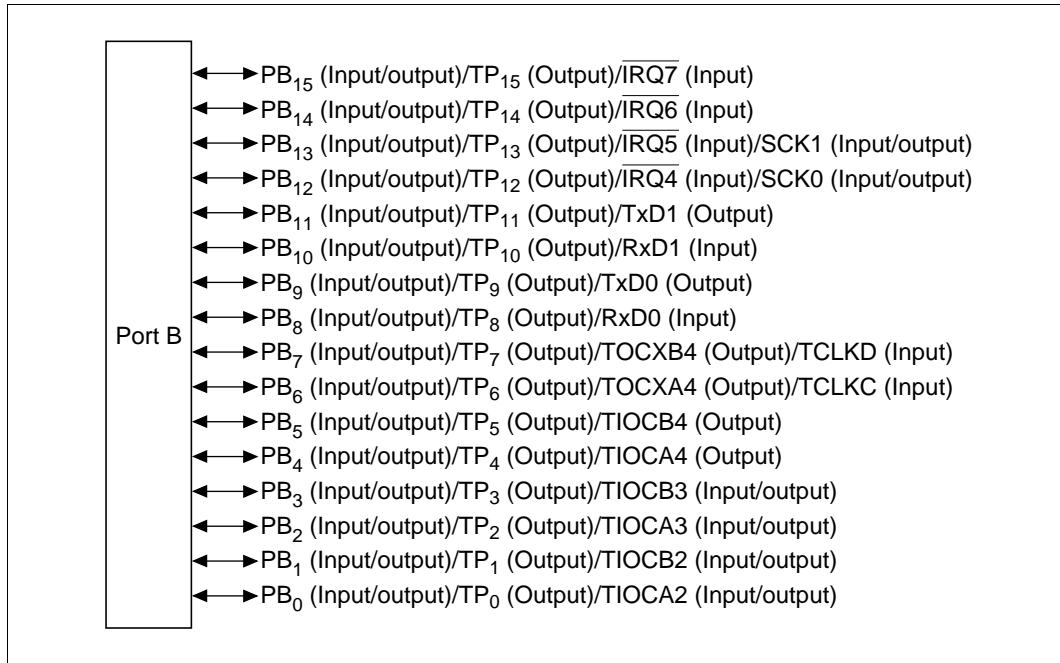 PB15 (Input/output)/TP15 (Output)/I̅R̅Q̅7̅ (Input)
PB14 (Input/output)/TP14 (Output)/I̅R̅Q̅6̅ (Input)
PB13 (Input/output)/TP13 (Output)/I̅R̅Q̅5̅ (Input)/SCK1 (Input/output)
PB12 (Input/output)/TP12 (Output)/I̅R̅Q̅4̅ (Input)/SCK0 (Input/output)
PB11 (Input/output)/TP11 (Output)/TxD1 (Output)
PB10 (Input/output)/TP10 (Output)/RxD1 (Input)
PB9 (Input/output)/TP9 (Output)/TxD0 (Output)
PB8 (Input/output)/TP8 (Output)/RxD0 (Input)
Port B
PB7 (Input/output)/TP7 (Output)/TOCXB4 (Output)/TCLKD (Input)
PB6 (Input/output)/TP6 (Output)/TOCXA4 (Output)/TCLKC (Input)
PB5 (Input/output)/TP5 (Output)/TIOCB4 (Output)
PB4 (Input/output)/TP4 (Output)/TIOCA4 (Output)
PB3 (Input/output)/TP3 (Output)/TIOCB3 (Input/output)
PB2 (Input/output)/TP2 (Output)/TIOCA3 (Input/output)
PB1 (Input/output)/TP1 (Output)/TIOCB2 (Input/output)
PB0 (Input/output)/TP0 (Output)/TIOCA2 (Input/output)